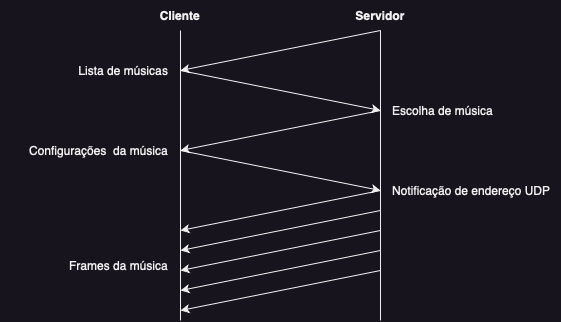 Cliente
Servidor
Lista de músicas
Escolha de música
Configurações da música
Notificação de endereço UDP
Frames da música